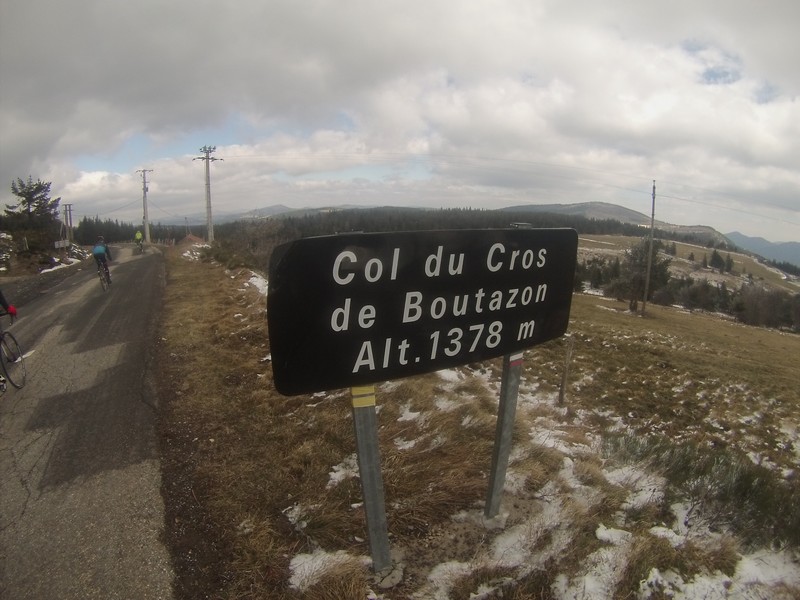 Col du Cros
de Boutazon
Alt.1378 m